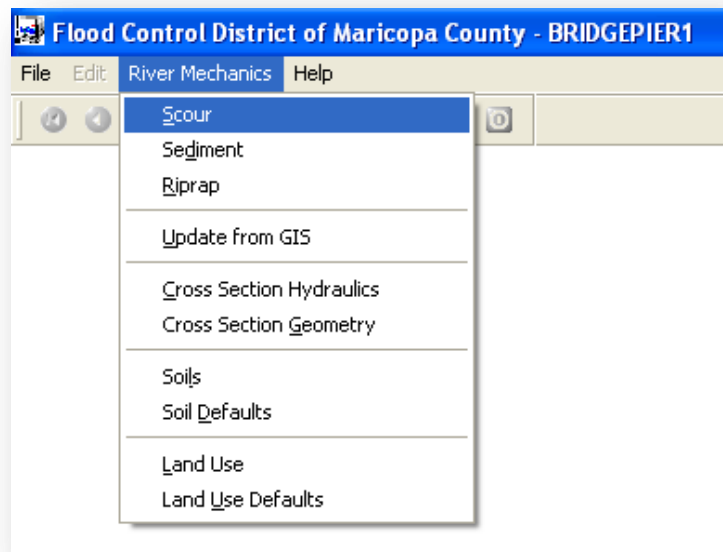 Flood Control District of Maricopa County - BRIDGEPIER1
File Edit River Mechanics Help
Scour
Sediment
Riprap
Update from GIS
Cross Section Hydraulics
Cross Section Geometry
Soils
Soil Defaults
Land Use
Land Use Defaults